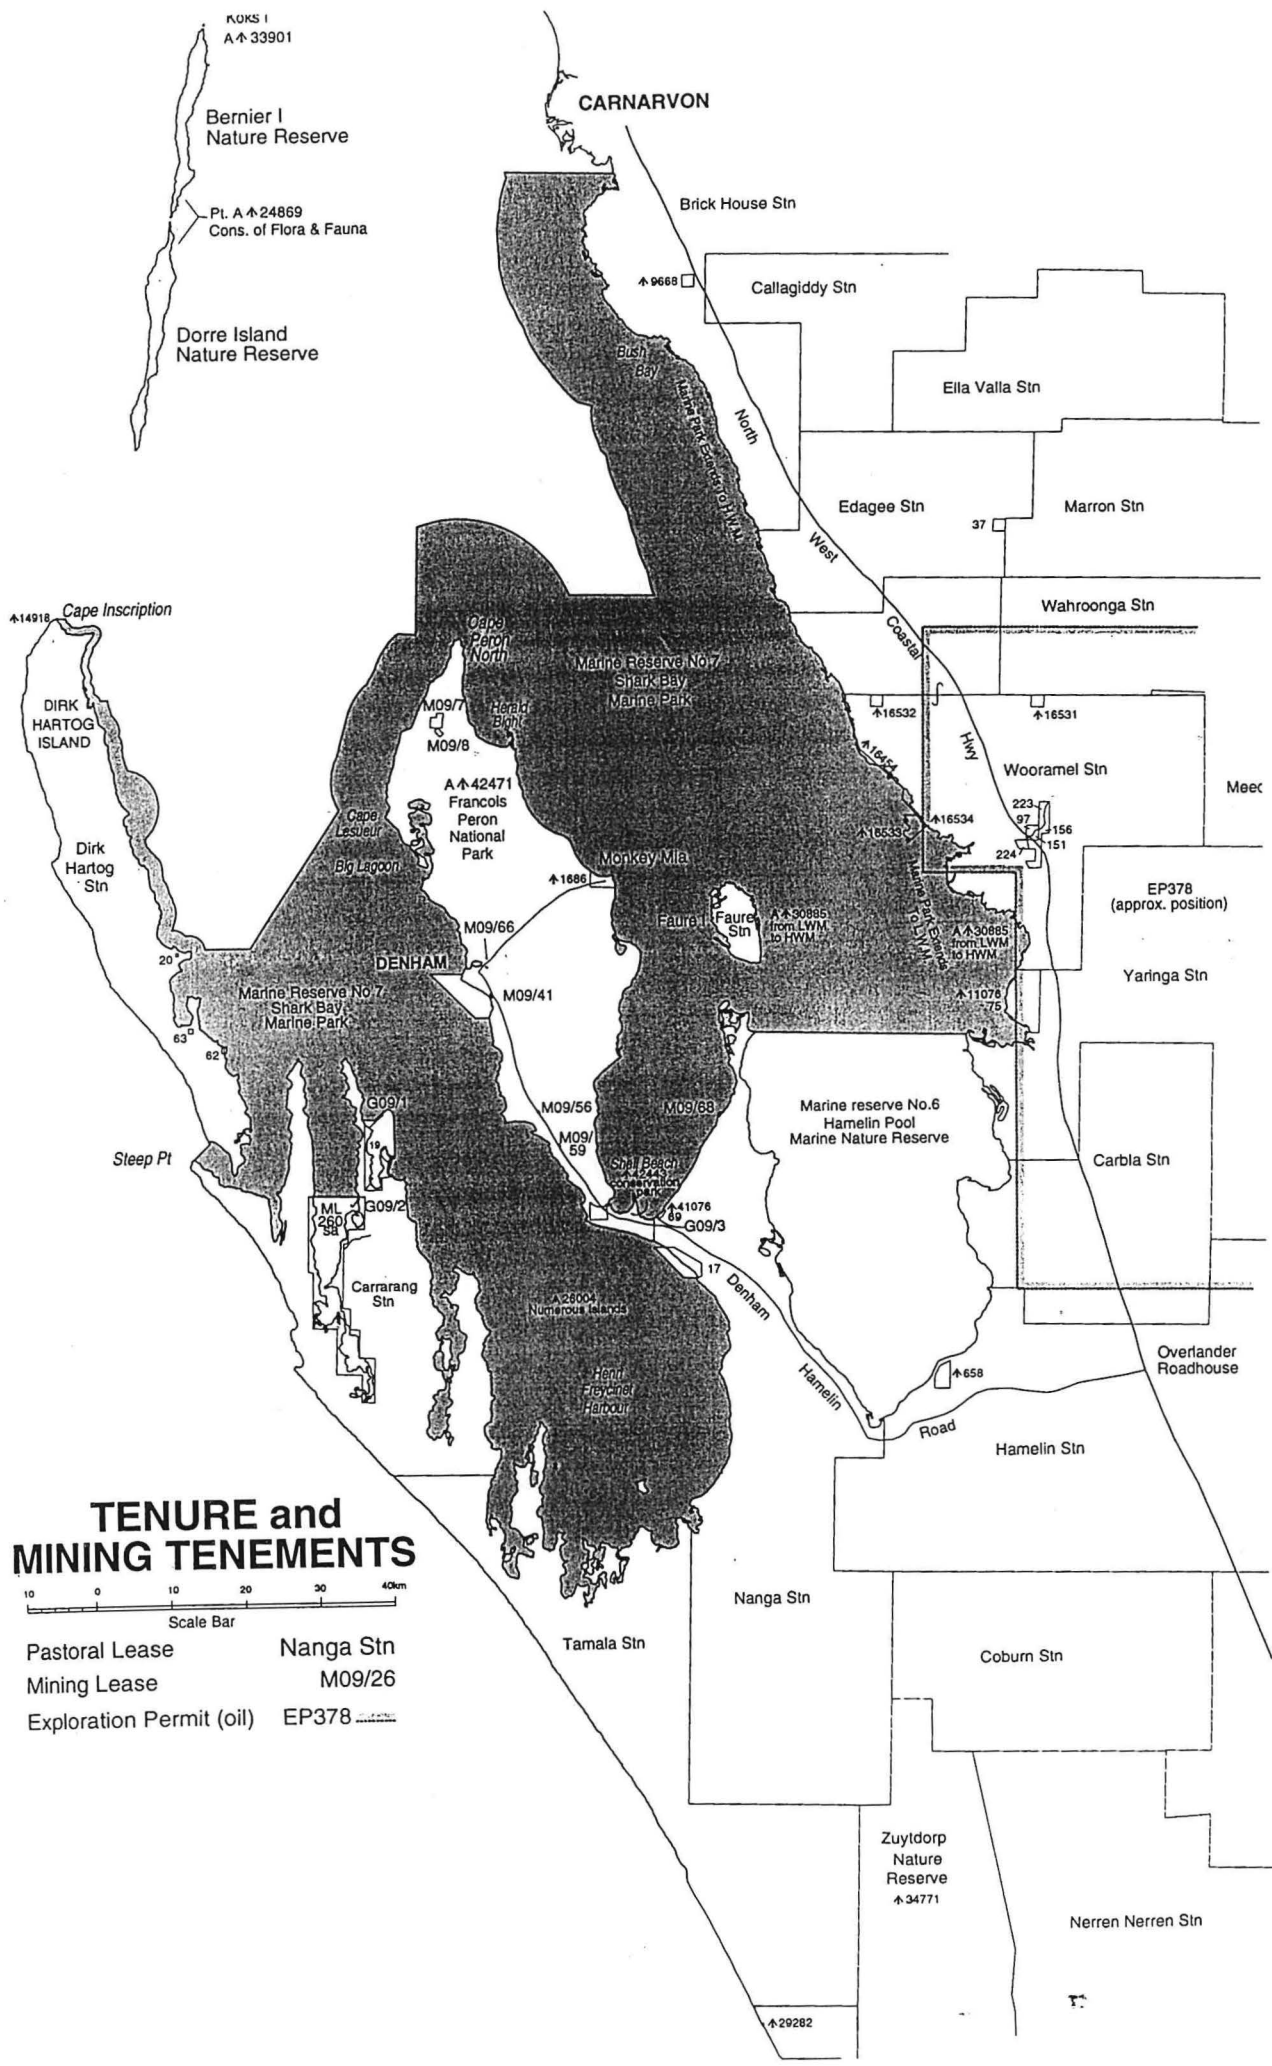 KOKS I
A↑33901
Bernier I
Nature Reserve
Pt. A↑24869
Cons. of Flora & Fauna
Dorre Island
Nature Reserve
CARNARVON
Brick House Stn
↑9668
Callagiddy Stn
Ella Valla Stn
Bush
Bay
Marine Park Extends to H.W.M.
North
West
Coastal
Hwy
Edagee Stn
Marron Stn
37
Wahroonga Stn
↑14918
Cape Inscription
DIRK
HARTOG
ISLAND
Dirk
Hartog
Stn
Cape
Peron
North
Marine Reserve No.7
Shark Bay
Marine Park
Herald
Bight
M09/7
M09/8
A↑42471
Francois
Peron
National
Park
Cape
Lesueur
Big Lagoon
↑16532
↑16531
↑16454
Wooramel Stn
Meec
223
97
156
151
224
↑16533
↑16534
Monkey Mia
↑1686
Faure I
Faure
Stn
A↑30885
from LWM
to HWM
Marine Park Extends
To LWM
A↑30885
from LWM
to HWM
EP378
(approx. position)
Yaringa Stn
M09/66
DENHAM
M09/41
20
Marine Reserve No.7
Shark Bay
Marine Park
63
62
↑11076
75
G09/1
19
M09/56
M09/
59
M09/68
Marine reserve No.6
Hamelin Pool
Marine Nature Reserve
Steep Pt
Shell Beach
A42443
conservation
park
Carbla Stn
ML
260
sa
G09/2
↑41076
69
G09/3
17
Carrarang
Stn
A26004
Numerous Islands
Denham
Hamelin
Road
Henri
Freycinet
Harbour
Overlander
Roadhouse
↑658
Hamelin Stn
TENURE and
MINING TENEMENTS
10 0 10 20 30 40km
Scale Bar
Pastoral Lease Nanga Stn
Mining Lease M09/26
Exploration Permit (oil) EP378
Nanga Stn
Tamala Stn
Coburn Stn
Zuytdorp
Nature
Reserve
↑34771
Nerren Nerren Stn
↑29282